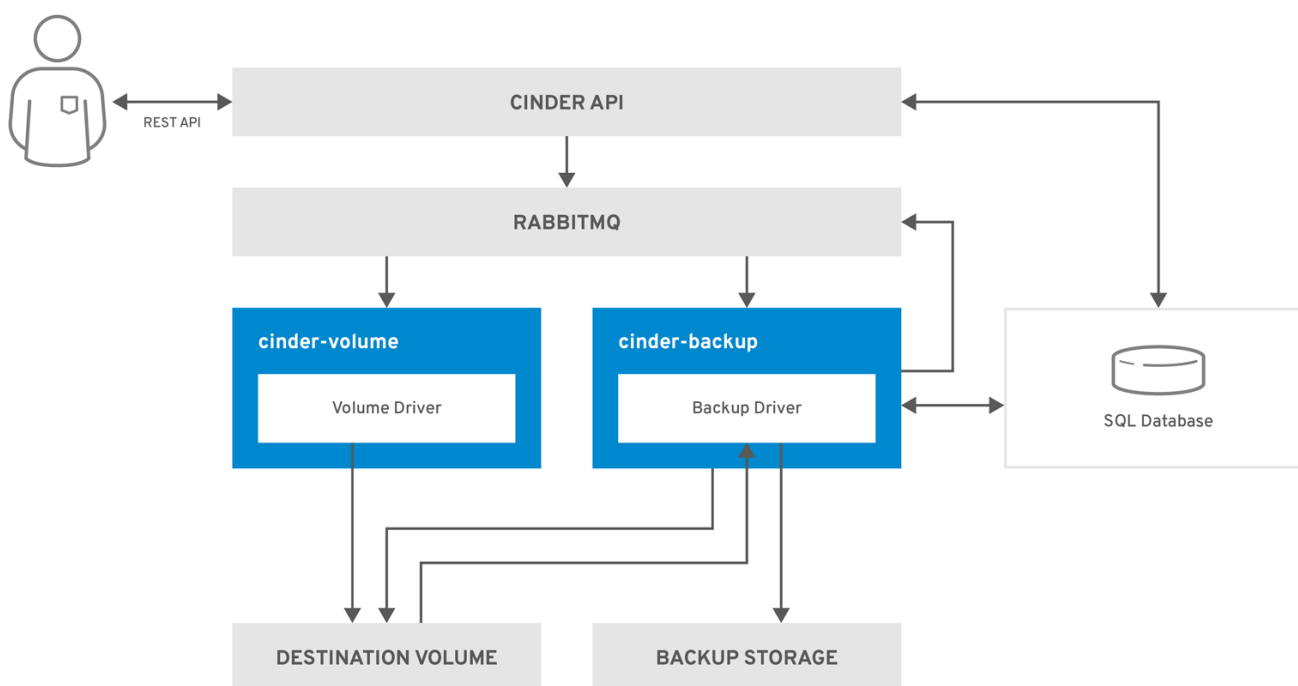 CINDER API
REST API
RABBITMQ
cinder-volume
cinder-backup
Volume Driver
Backup Driver
SQL Database
DESTINATION VOLUME
BACKUP STORAGE